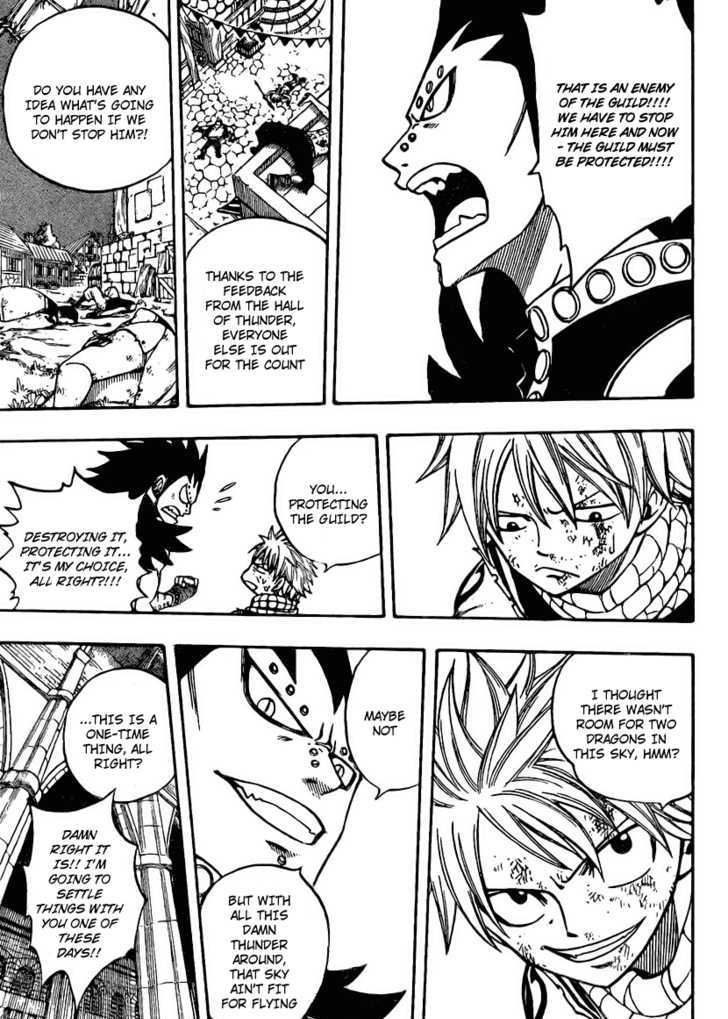 THAT IS AN ENEMY
OF THE GUILD!!!!
WE HAVE TO STOP
HIM HERE AND NOW
- THE GUILD MUST
BE PROTECTED!!!!
THANKS TO THE
FEEDBACK
FROM THE HALL
OF THUNDER,
EVERYONE
ELSE IS OUT
FOR THE COUNT
DO YOU HAVE ANY
IDEA WHAT'S GOING
TO HAPPEN IF WE
DON'T STOP HIM?!
YOU...
PROTECTING
THE GUILD?
DESTROYING IT,
PROTECTING IT...
IT'S MY CHOICE,
ALL RIGHT?!!!
I THOUGHT
THERE WASN'T
ROOM FOR TWO
DRAGONS IN
THIS SKY, HMM?
MAYBE
NOT
BUT WITH
ALL THIS
DAMN
THUNDER
AROUND,
THAT SKY
AIN'T FIT
FOR FLYING
...THIS IS A
ONE-TIME
THING, ALL
RIGHT?
DAMN
RIGHT IT
IS!! I'M
GOING TO
SETTLE
THINGS WITH
YOU ONE OF
THESE
DAYS!!